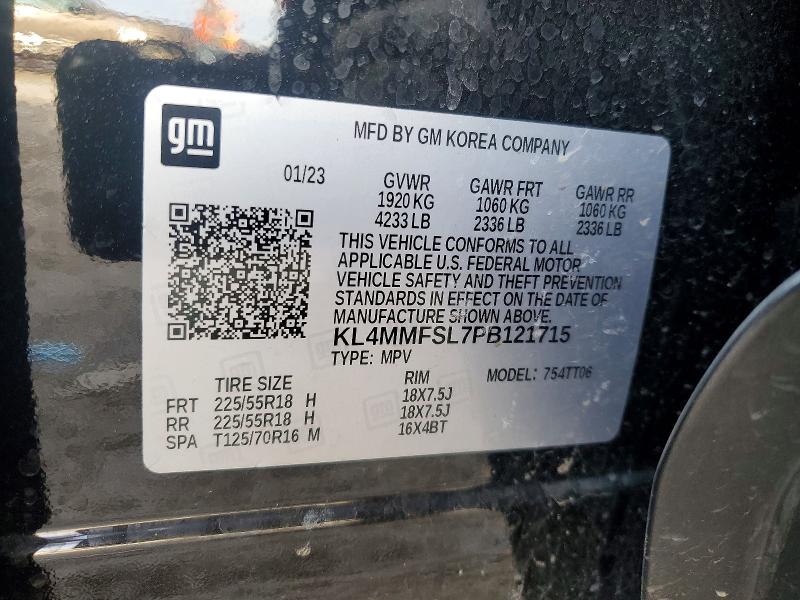 gm
MFD BY GM KOREA COMPANY
01/23
GVWR GAWR FRT GAWR RR
1920 KG 1060 KG 1060 KG
4233 LB 2336 LB 2336 LB
THIS VEHICLE CONFORMS TO ALL
APPLICABLE U.S. FEDERAL MOTOR
VEHICLE SAFETY AND THEFT PREVENTION
STANDARDS IN EFFECT ON THE DATE OF
MANUFACTURE SHOWN ABOVE.
KL4MMFSL7PB121715
TYPE: MPV
MODEL: 754TT06
TIRE SIZE RIM
FRT 225/55R18 H 18X7.5J
RR 225/55R18 H 18X7.5J
SPA T125/70R16 M 16X4BT